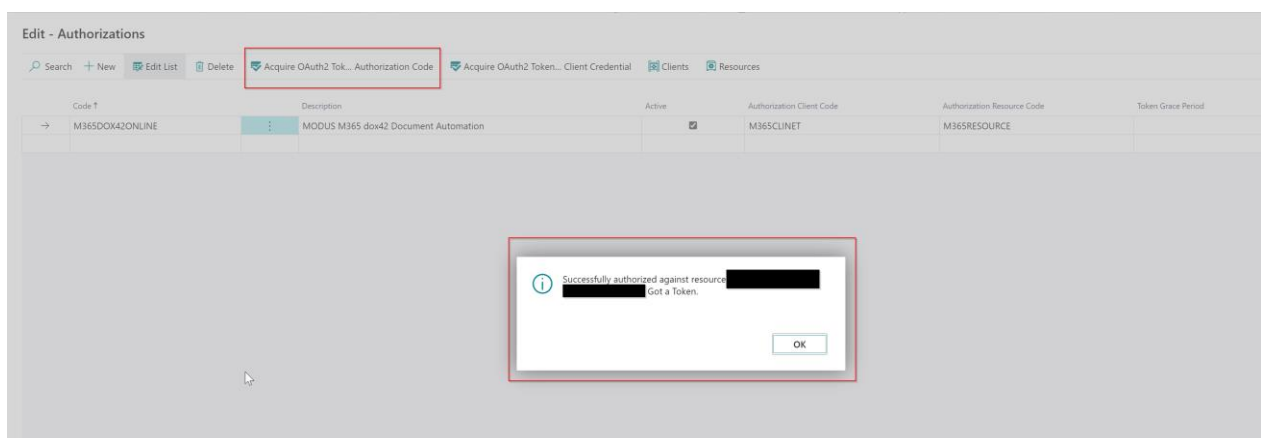 Edit - Authorizations
Search + New Edit List Delete Acquire OAuth2 Tok... Authorization Code Acquire OAuth2 Token... Client Credential Clients Resources
Code ↑ Description Active Authorization Client Code Authorization Resource Code Token Grace Period
→ M365DOX42ONLINE MODUS M365 dox42 Document Automation M365CLINET M365RESOURCE
Successfully authorized against resource
Got a Token.
OK